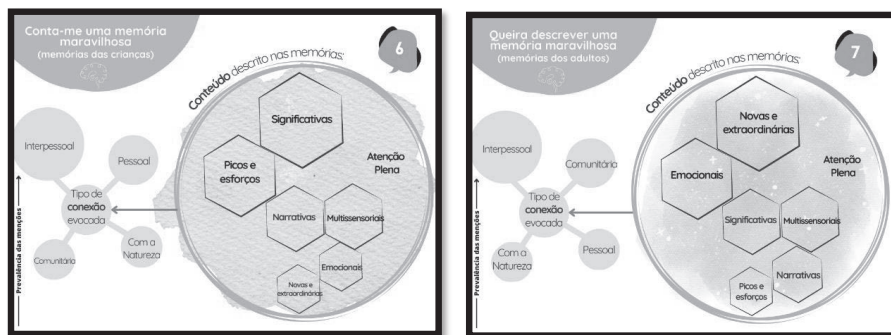 Conta-me uma memória
maravilhosa
(memórias das crianças)
6
Conteúdo descrito nas memórias:
Significativas
Picos e
esforços
Atenção
Plena
Narrativas
Multissensoriais
Emocionais
Novas e
extraordinárias
Interpessoal
Pessoal
Tipo de
conexão
evocada
Comunitária
Com a
Natureza
Prevalência das menções
Queira descrever uma
memória maravilhosa
(memórias dos adultos)
7
Conteúdo descrito nas memórias:
Novas e
extraordinárias
Emocionais
Atenção
Plena
Significativas
Multissensoriais
Narrativas
Picos e
esforços
Interpessoal
Comunitária
Tipo de
conexão
evocada
Com a
Natureza
Pessoal
Prevalência das menções